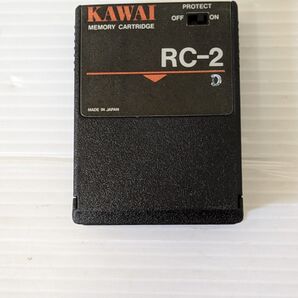 KAWAI
MEMORY CARTRIDGE
PROTECT
OFF ON
RC-2
MADE IN JAPAN